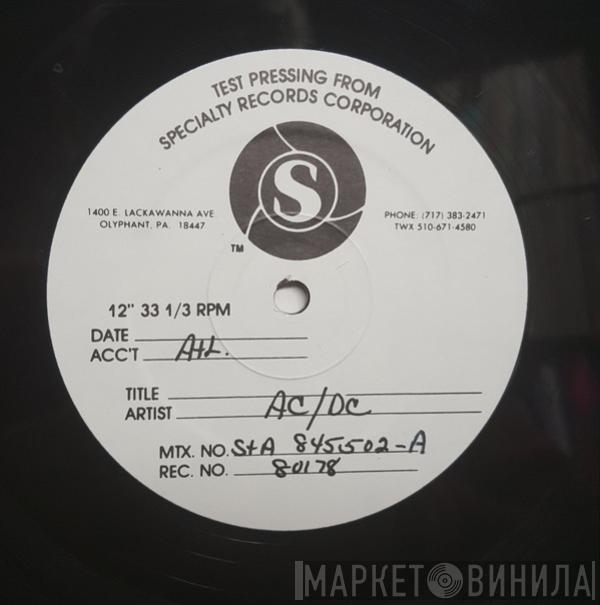 TEST PRESSING FROM
SPECIALTY RECORDS CORPORATION
S
1400 E. LACKAWANNA AVE
OLYPHANT, PA. 18447
PHONE: (717) 383-2471
TWX 510-671-4580
TM
12" 33 1/3 RPM
DATE
ACC'T Atl.
TITLE
ARTIST AC/DC
MTX. NO. StA 845502-A
REC. NO. 80178
МАРКЕТ ВИНИЛА